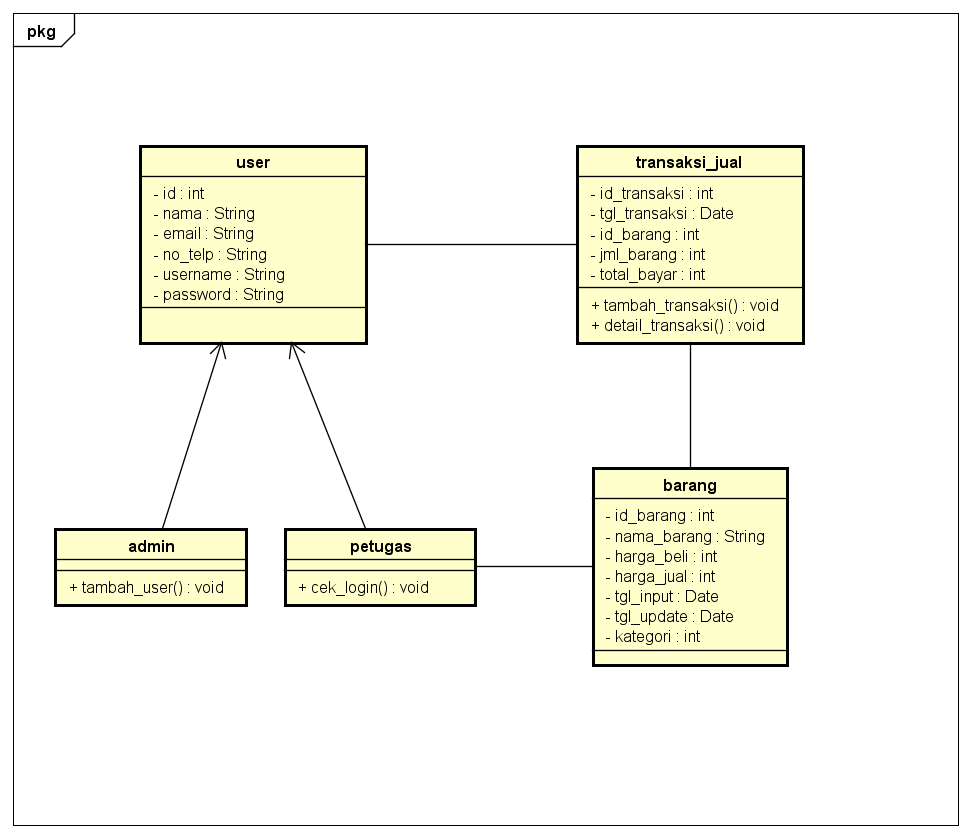 pkg
user
- id : int
- nama : String
- email : String
- no_telp : String
- username : String
- password : String
transaksi_jual
- id_transaksi : int
- tgl_transaksi : Date
- id_barang : int
- jml_barang : int
- total_bayar : int
+ tambah_transaksi() : void
+ detail_transaksi() : void
admin
+ tambah_user() : void
petugas
+ cek_login() : void
barang
- id_barang : int
- nama_barang : String
- harga_beli : int
- harga_jual : int
- tgl_input : Date
- tgl_update : Date
- kategori : int